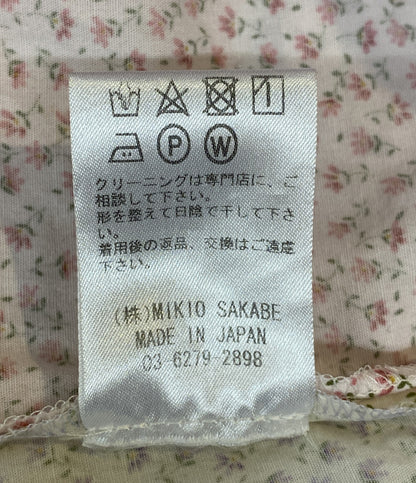 P W
クリーニングは専門店に、ご
相談して下さい。
形を整えて日陰で干して下さ
い。
着用後の返品、交換はご遠慮
下さい。
(株)MIKIO SAKABE
MADE IN JAPAN
03-6279-2898